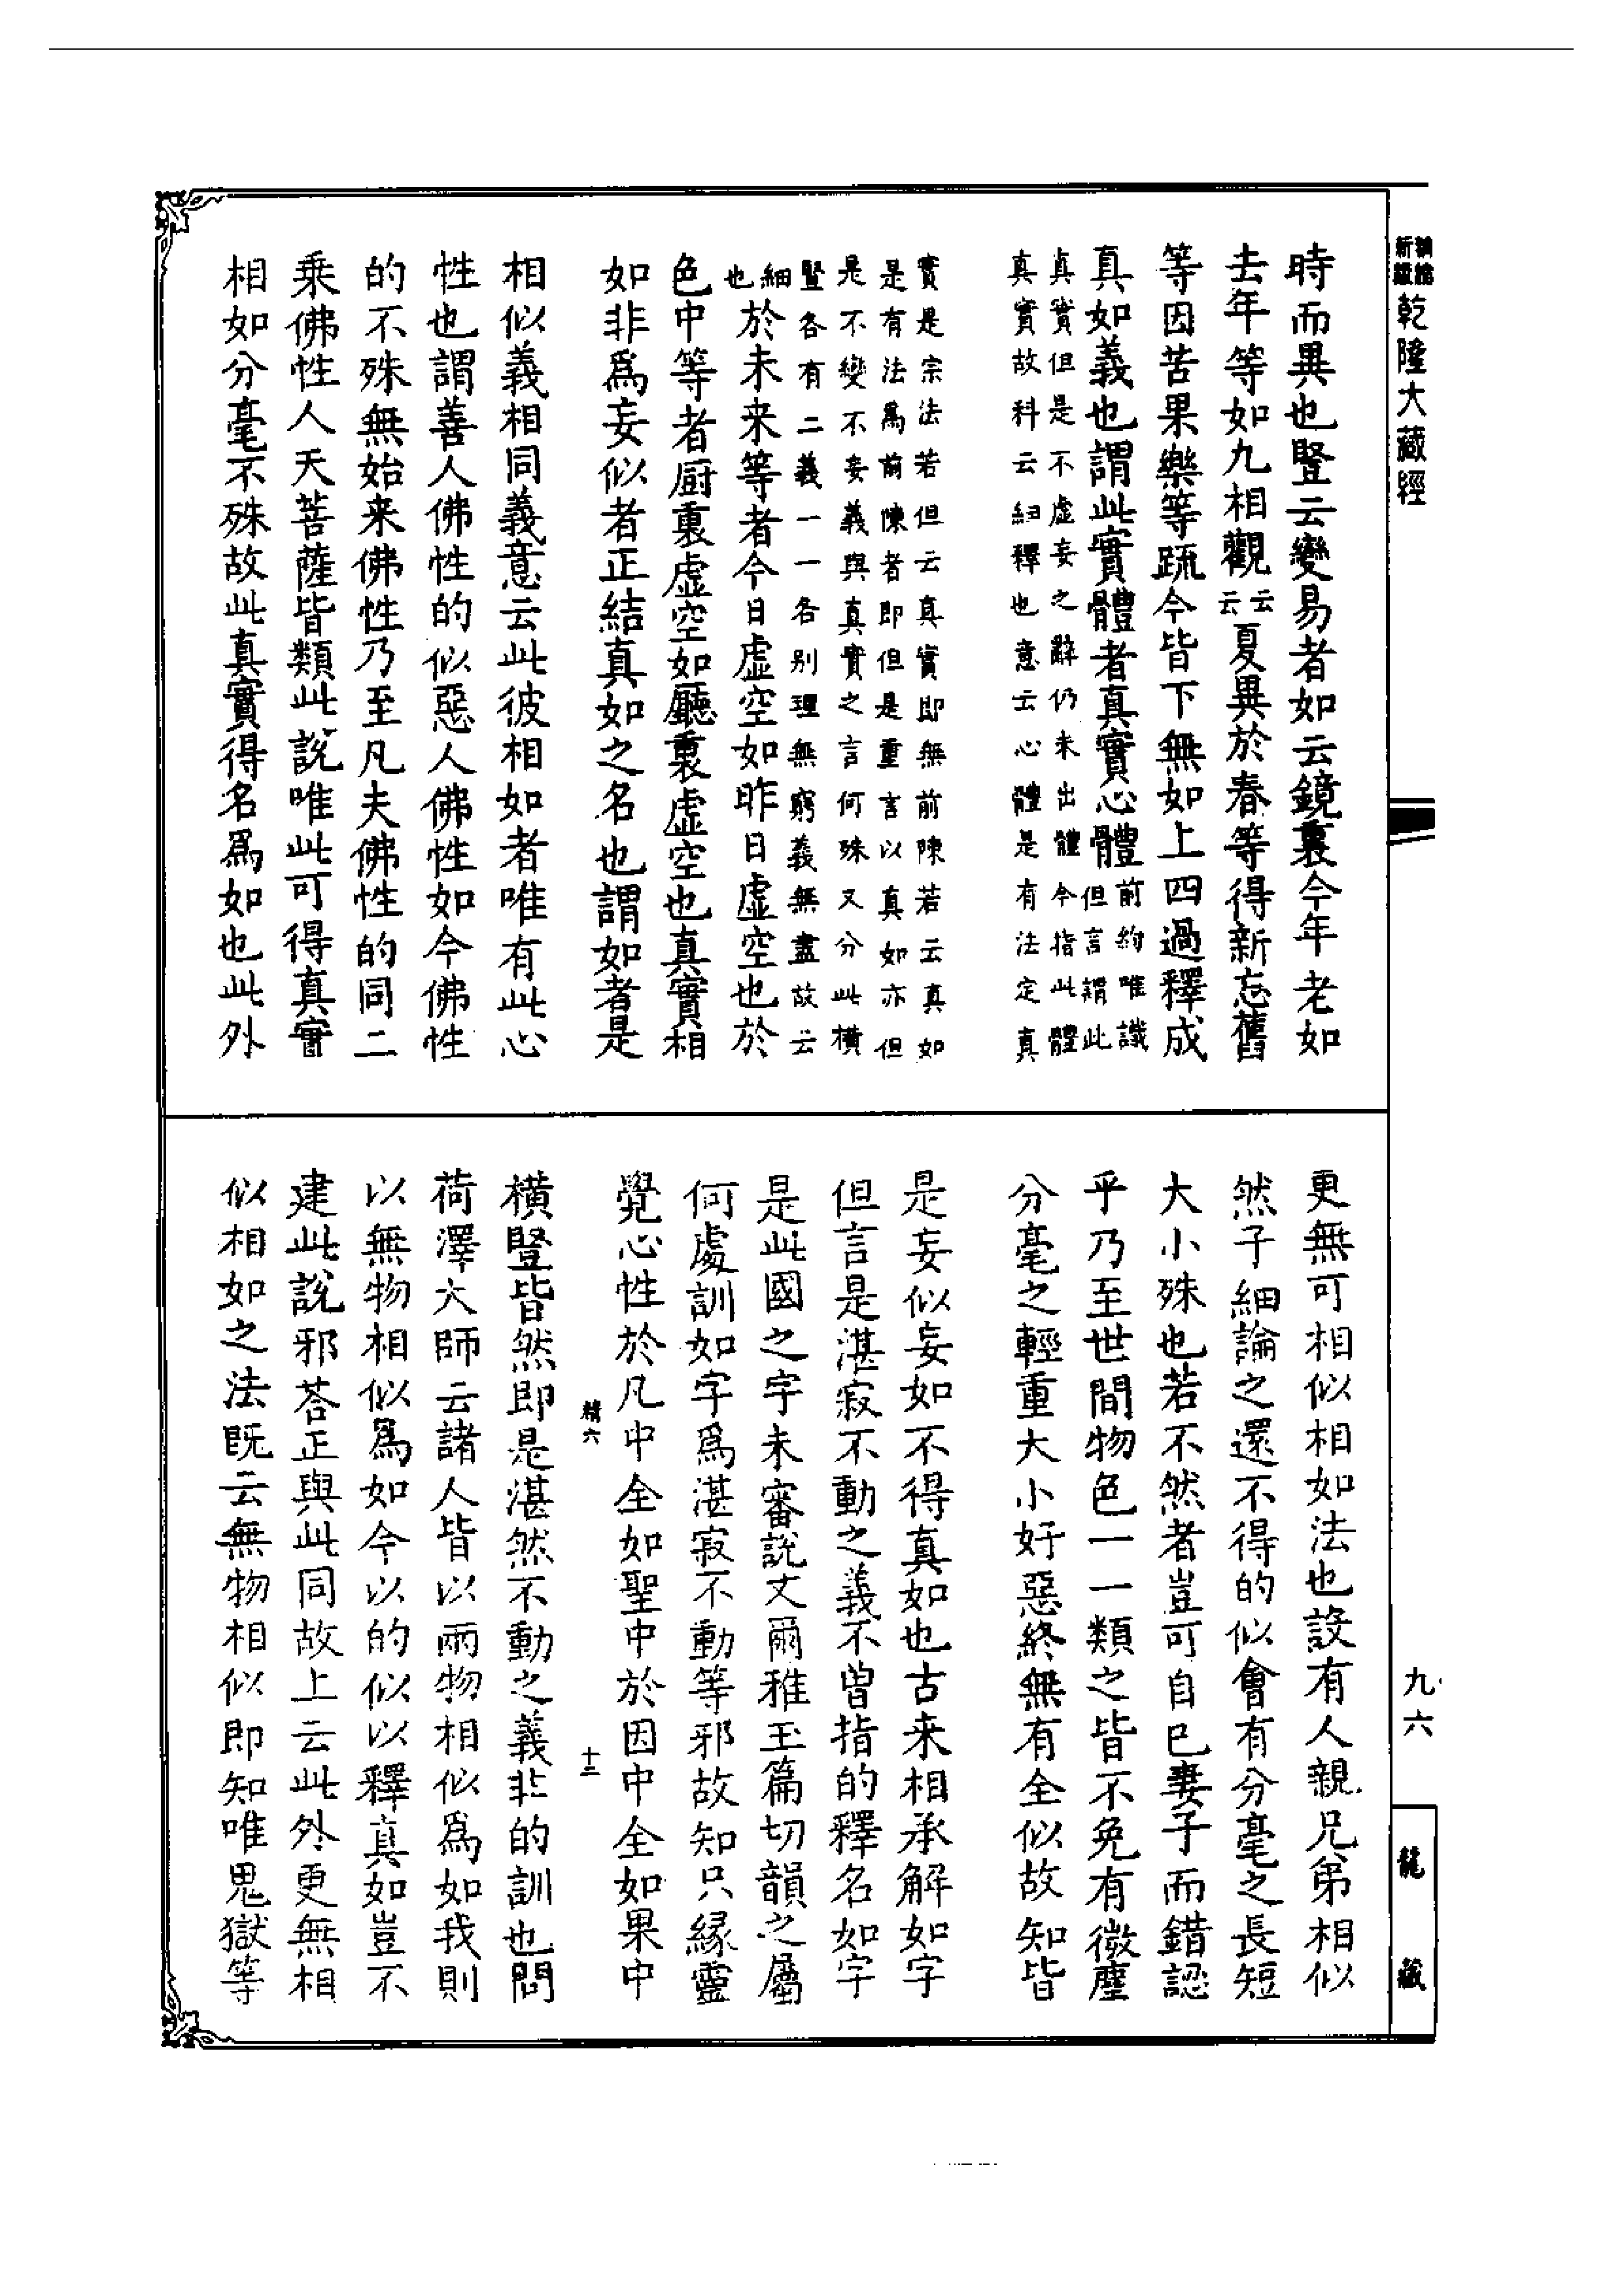 乾隆大藏經
時而異也豎云變易者如云鏡裏今年老如
去年等如九相觀云云夏異於春等得新忘舊
等因苦果樂等疏今皆下無如上四過釋成
真如義也謂此實體者真實心體前約唯識但言謂此
真實但是不虛妄之辭仍未出體今指此體
真實故科云細釋也意云心體是有法定真
實是宗法若但云真實即無前陳若云真如
是有法為前陳者即但是重言以真如亦但
是不變不妄義與真實之言何殊又分此橫
豎各有二義一一各別理無窮義無盡故云
細也於未来等者今日虛空如昨日虛空也於
色中等者厨裏虛空如廳裏虛空也真實相
如非爲妄似者正結真如之名也謂如者是
相似義相同義意云此彼相如者唯有此心
性也謂善人佛性的似惡人佛性如今佛性
的不殊無始来佛性乃至凡夫佛性的同二
乘佛性人天菩薩皆類此說唯此可得真實
相如分毫不殊故此真實得名爲如也此外
更無可相似相如法也設有人親兄弟相似
然子細論之還不得的似會有分毫之長短
大小殊也若不然者豈可自已妻子而錯認
乎乃至世間物色一一類之皆不免有微塵
分毫之輕重大小好惡終無有全似故知皆
是妄似妄如不得真如也古来相承解如字
但言是湛寂不動之義不曾指的釋名如字
是此國之字未審說文爾雅玉篇切韻之屬
何處訓如字爲湛寂不動等邪故知只緣靈
覺心性於凡中全如聖中於因中全如果中
精六
十三
橫豎皆然即是湛然不動之義非的訓也問
荷澤大師云諸人皆以兩物相似爲如我則
以無物相似爲如今以的似以釋真如豈不
建此說邪荅正與此同故上云此外更無相
似相如之法既云無物相似即知唯鬼獄等
九六
龍藏